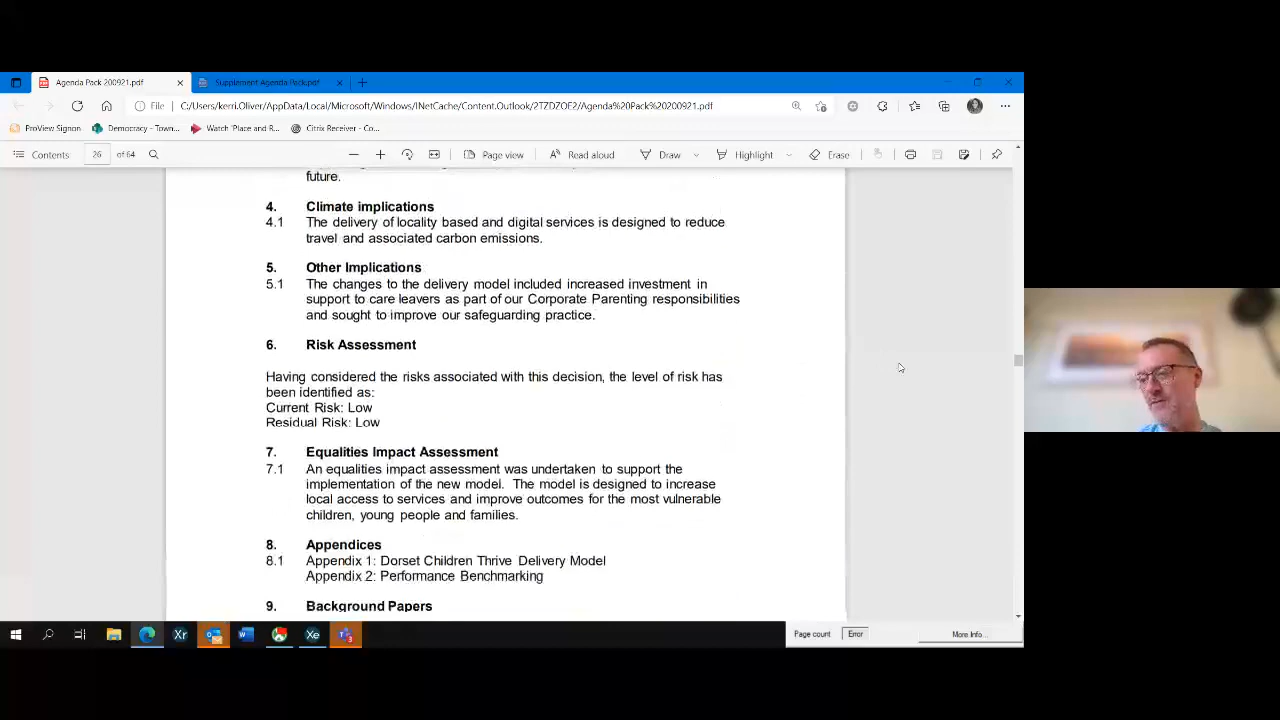 Agenda Pack 200921.pdf
Supplement Agenda Pack.pdf
File
C:/Users/kerri.Oliver/AppData/Local/Microsoft/Windows/INetCache/Content.Outlook/2TZDZOE2/Agenda%20Pack%20200921.pdf
ProView Signon
Democracy - Town...
Watch 'Place and R...
Citrix Receiver - Co...
Contents
26
of 64
Page view
Read aloud
Draw
Highlight
Erase
future.
4. Climate implications
4.1 The delivery of locality based and digital services is designed to reduce
travel and associated carbon emissions.
5. Other Implications
5.1 The changes to the delivery model included increased investment in
support to care leavers as part of our Corporate Parenting responsibilities
and sought to improve our safeguarding practice.
6. Risk Assessment
Having considered the risks associated with this decision, the level of risk has
been identified as:
Current Risk: Low
Residual Risk: Low
7. Equalities Impact Assessment
7.1 An equalities impact assessment was undertaken to support the
implementation of the new model. The model is designed to increase
local access to services and improve outcomes for the most vulnerable
children, young people and families.
8. Appendices
8.1 Appendix 1: Dorset Children Thrive Delivery Model
Appendix 2: Performance Benchmarking
9. Background Papers
Page count
Error
More Info...